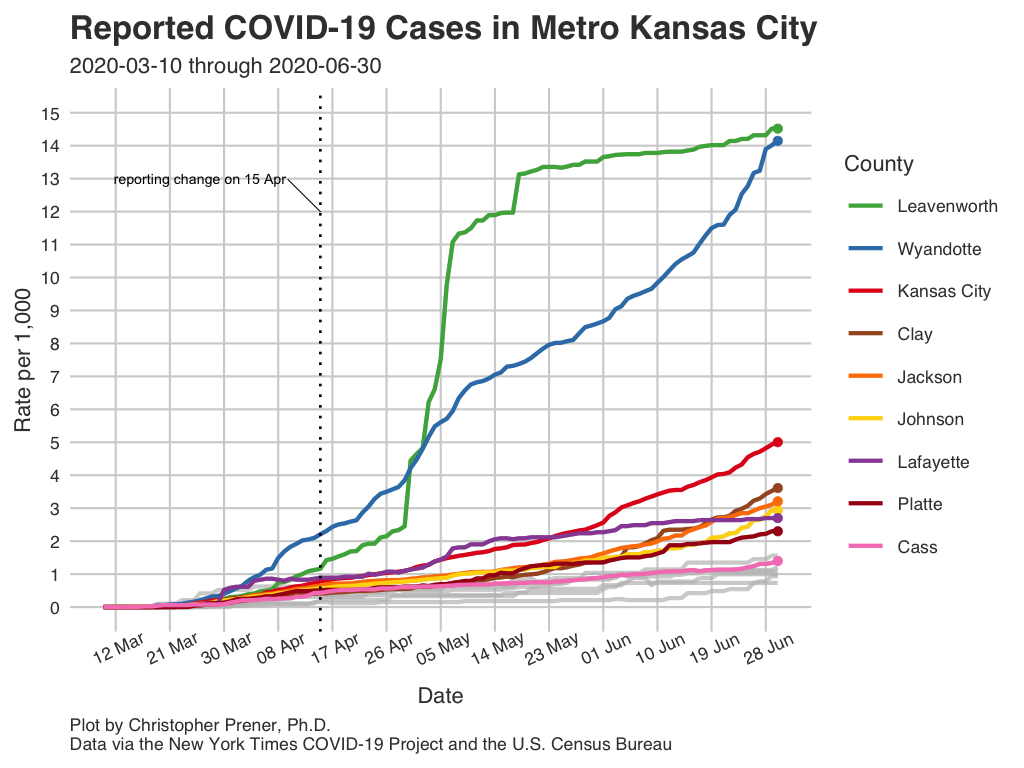 Reported COVID-19 Cases in Metro Kansas City
2020-03-10 through 2020-06-30
15
14
13
12
11
10
9
8
7
6
5
4
3
2
1
0
Rate per 1,000
reporting change on 15 Apr
12 Mar
21 Mar
30 Mar
08 Apr
17 Apr
26 Apr
05 May
14 May
23 May
01 Jun
10 Jun
19 Jun
28 Jun
Date
County
Leavenworth
Wyandotte
Kansas City
Clay
Jackson
Johnson
Lafayette
Platte
Cass
Plot by Christopher Prener, Ph.D.
Data via the New York Times COVID-19 Project and the U.S. Census Bureau